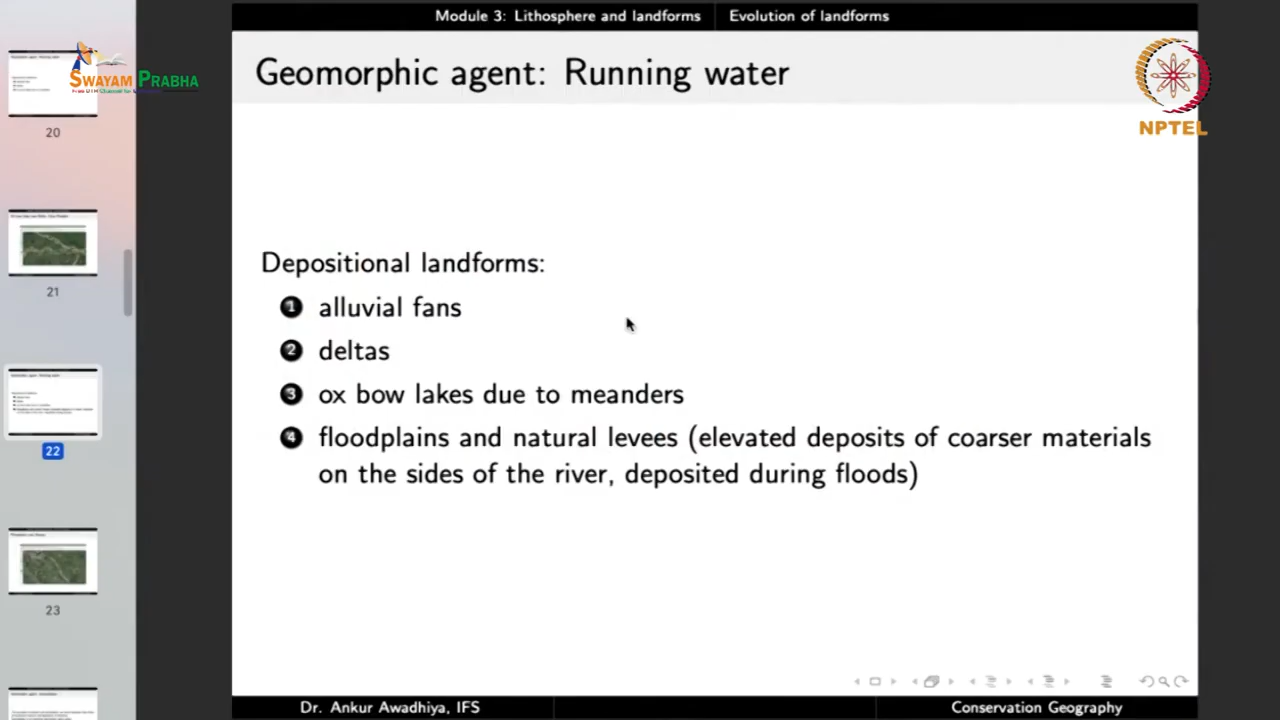 Module 3: Lithosphere and landforms Evolution of landforms
Geomorphic agent: Running water
SWAYAM PRABHA
NPTEL
20
21
22
23
Depositional landforms:
1 alluvial fans
2 deltas
3 ox bow lakes due to meanders
4 floodplains and natural levees (elevated deposits of coarser materials
on the sides of the river, deposited during floods)
Dr. Ankur Awadhiya, IFS Conservation Geography